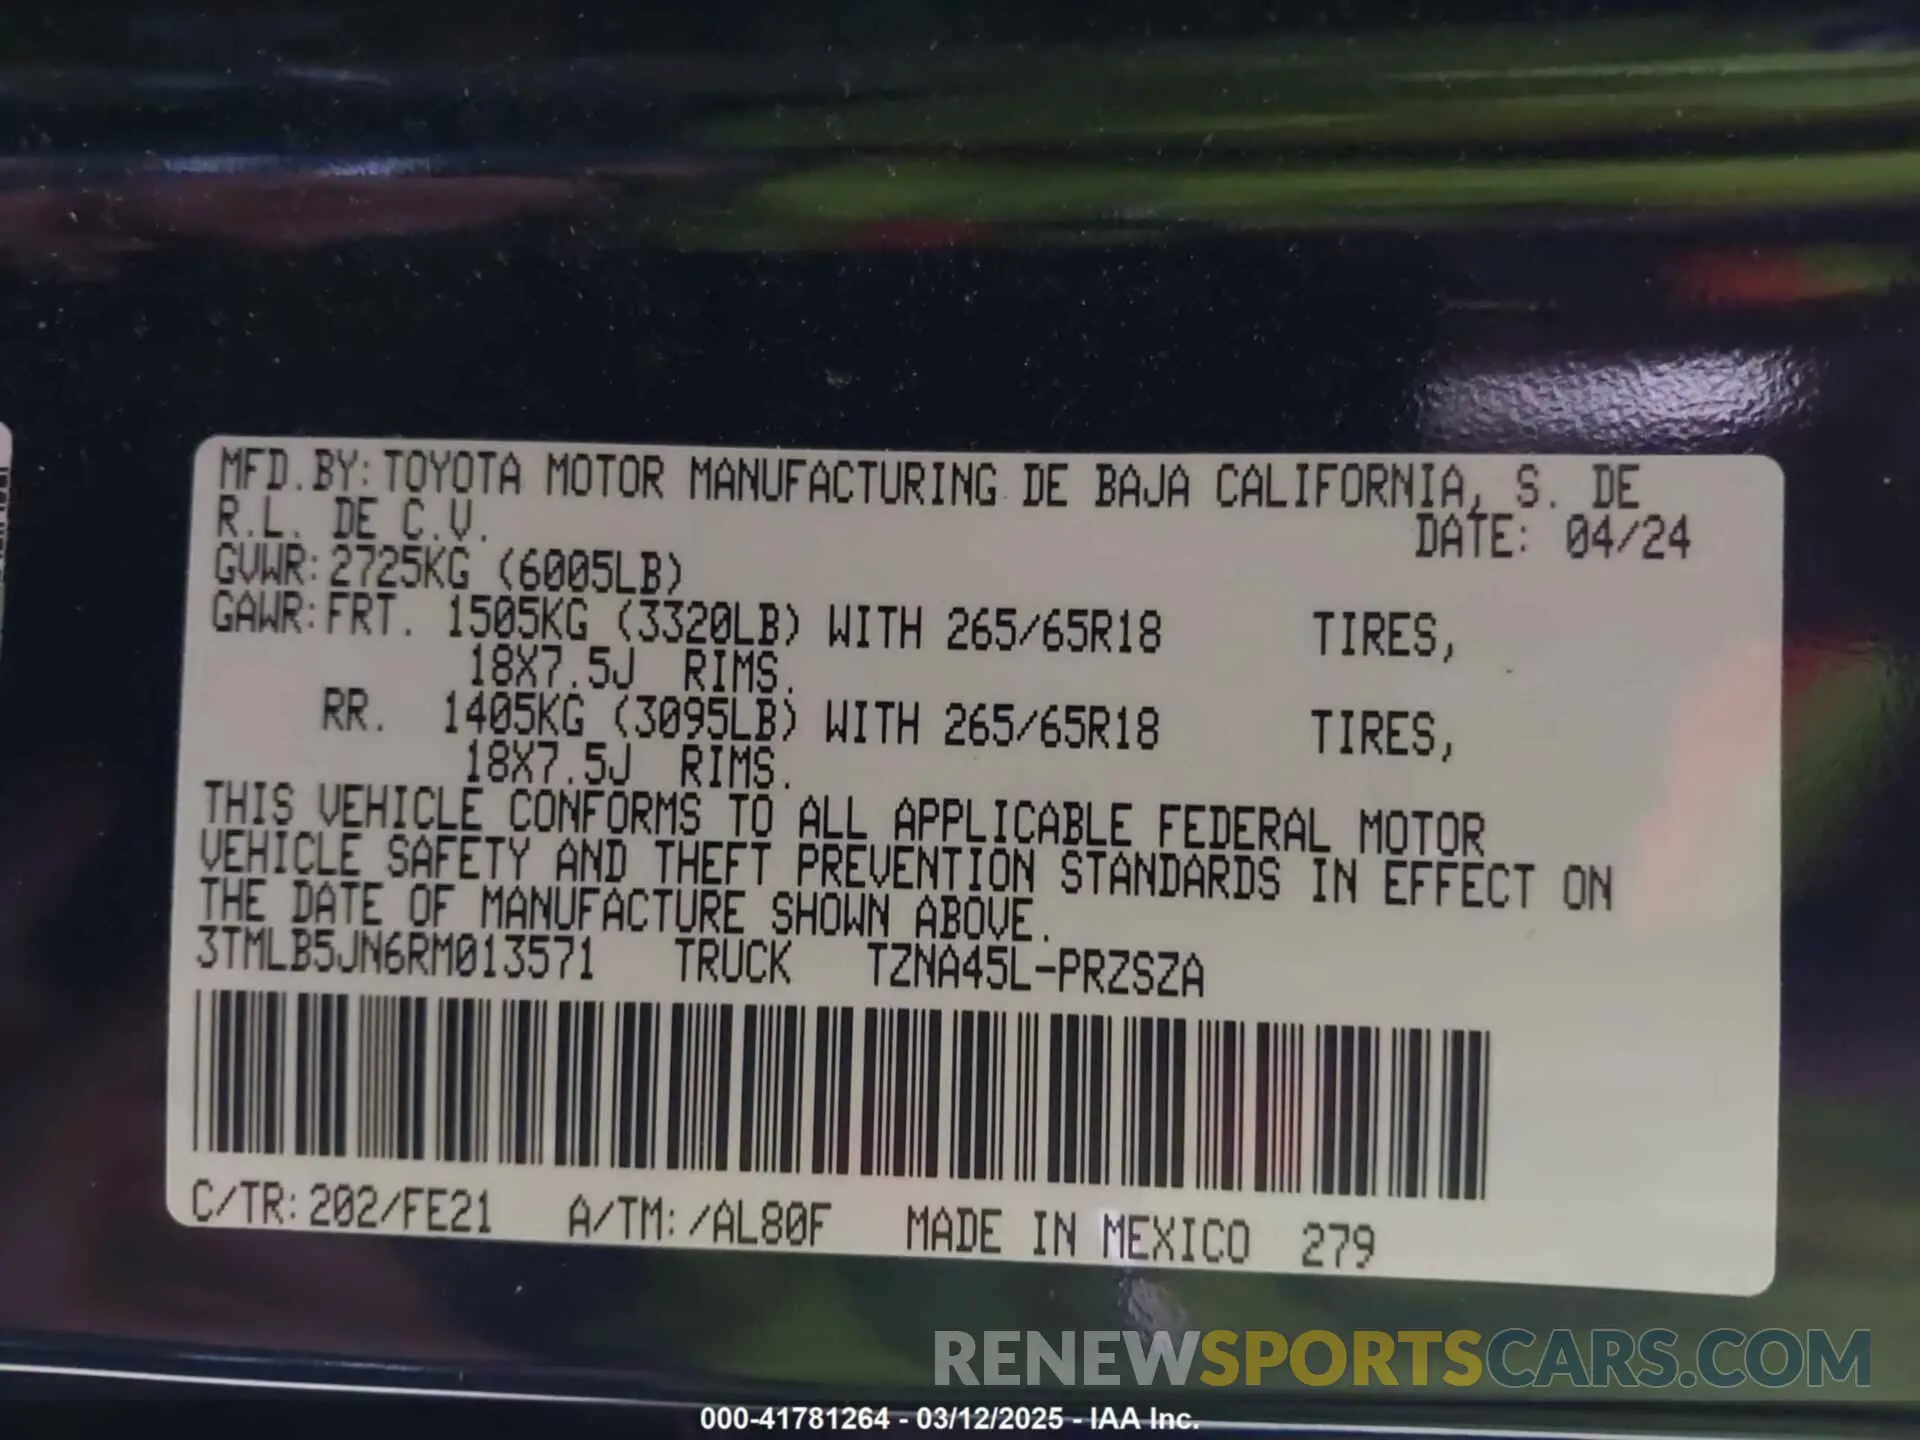 MFD.BY:TOYOTA MOTOR MANUFACTURING DE BAJA CALIFORNIA, S. DE
R.L. DE C.V.
DATE: 04/24
GVWR:2725KG (6005LB)
GAWR:FRT. 1505KG (3320LB) WITH 265/65R18 TIRES,
18X7.5J RIMS.
RR. 1405KG (3095LB) WITH 265/65R18 TIRES,
18X7.5J RIMS.
THIS VEHICLE CONFORMS TO ALL APPLICABLE FEDERAL MOTOR
VEHICLE SAFETY AND THEFT PREVENTION STANDARDS IN EFFECT ON
THE DATE OF MANUFACTURE SHOWN ABOVE.
3TMLB5JN6RM013571 TRUCK TZNA45L-PRZSZA
C/TR:202/FE21 A/TM:/AL80F MADE IN MEXICO 279
RENEWSPORTSCARS.COM
000-41781264 - 03/12/2025 - IAA Inc.